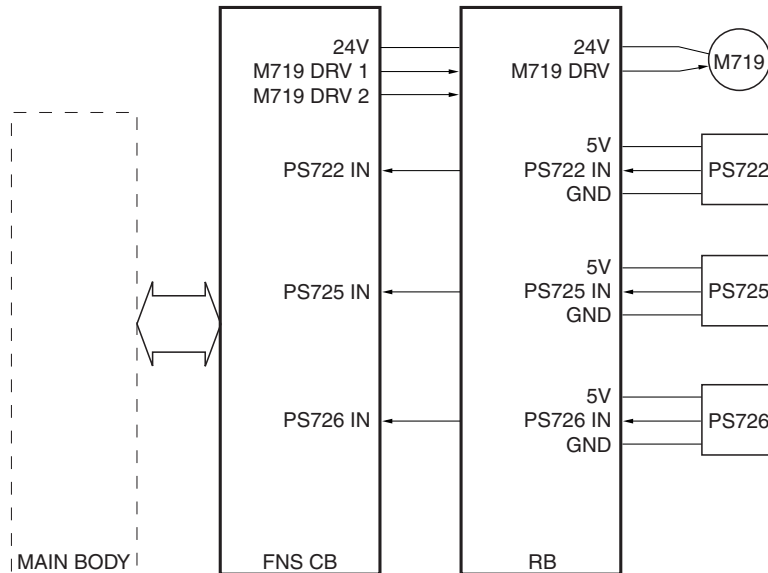 24V
M719 DRV 1
M719 DRV 2
PS722 IN
PS725 IN
PS726 IN
24V
M719 DRV
M719
5V
PS722 IN
GND
PS722
5V
PS725 IN
GND
PS725
5V
PS726 IN
GND
PS726
MAIN BODY
FNS CB
RB